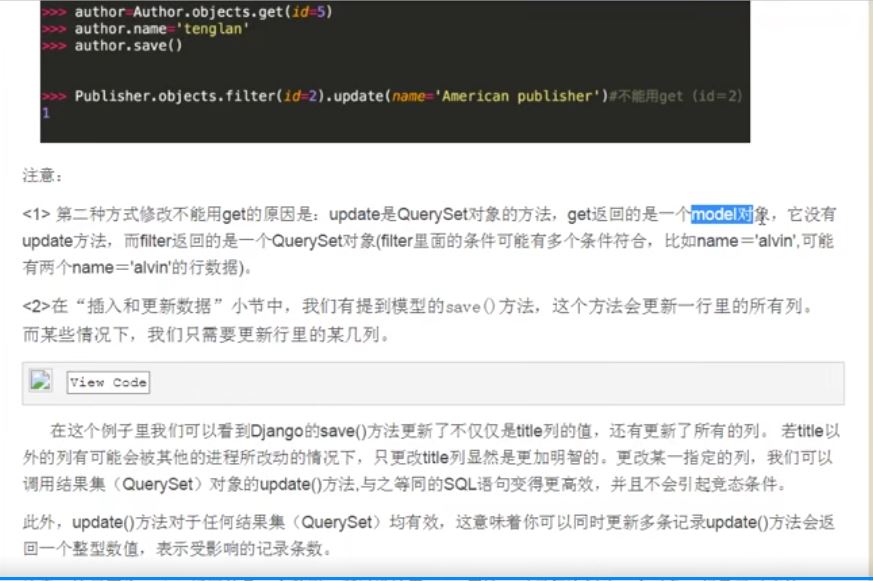 >>> author=Author.objects.get(id=5)
>>> author.name='tenglan'
>>> author.save()
>>> Publisher.objects.filter(id=2).update(name='American publisher')#不能用get（id＝2）
1
注意：
<1> 第二种方式修改不能用get的原因是：update是QuerySet对象的方法，get返回的是一个model对象，它没有
update方法，而filter返回的是一个QuerySet对象(filter里面的条件可能有多个条件符合，比如name＝'alvin',可能
有两个name＝'alvin'的行数据)。
<2>在“插入和更新数据”小节中，我们有提到模型的save()方法，这个方法会更新一行里的所有列。
而某些情况下，我们只需要更新行里的某几列。
View Code
在这个例子里我们可以看到Django的save()方法更新了不仅仅是title列的值，还有更新了所有的列。 若title以
外的列有可能会被其他的进程所改动的情况下，只更改title列显然是更加明智的。更改某一指定的列，我们可以
调用结果集（QuerySet）对象的update()方法,与之等同的SQL语句变得更高效，并且不会引起竞态条件。
此外，update()方法对于任何结果集（QuerySet）均有效，这意味着你可以同时更新多条记录update()方法会返
回一个整型数值，表示受影响的记录条数。